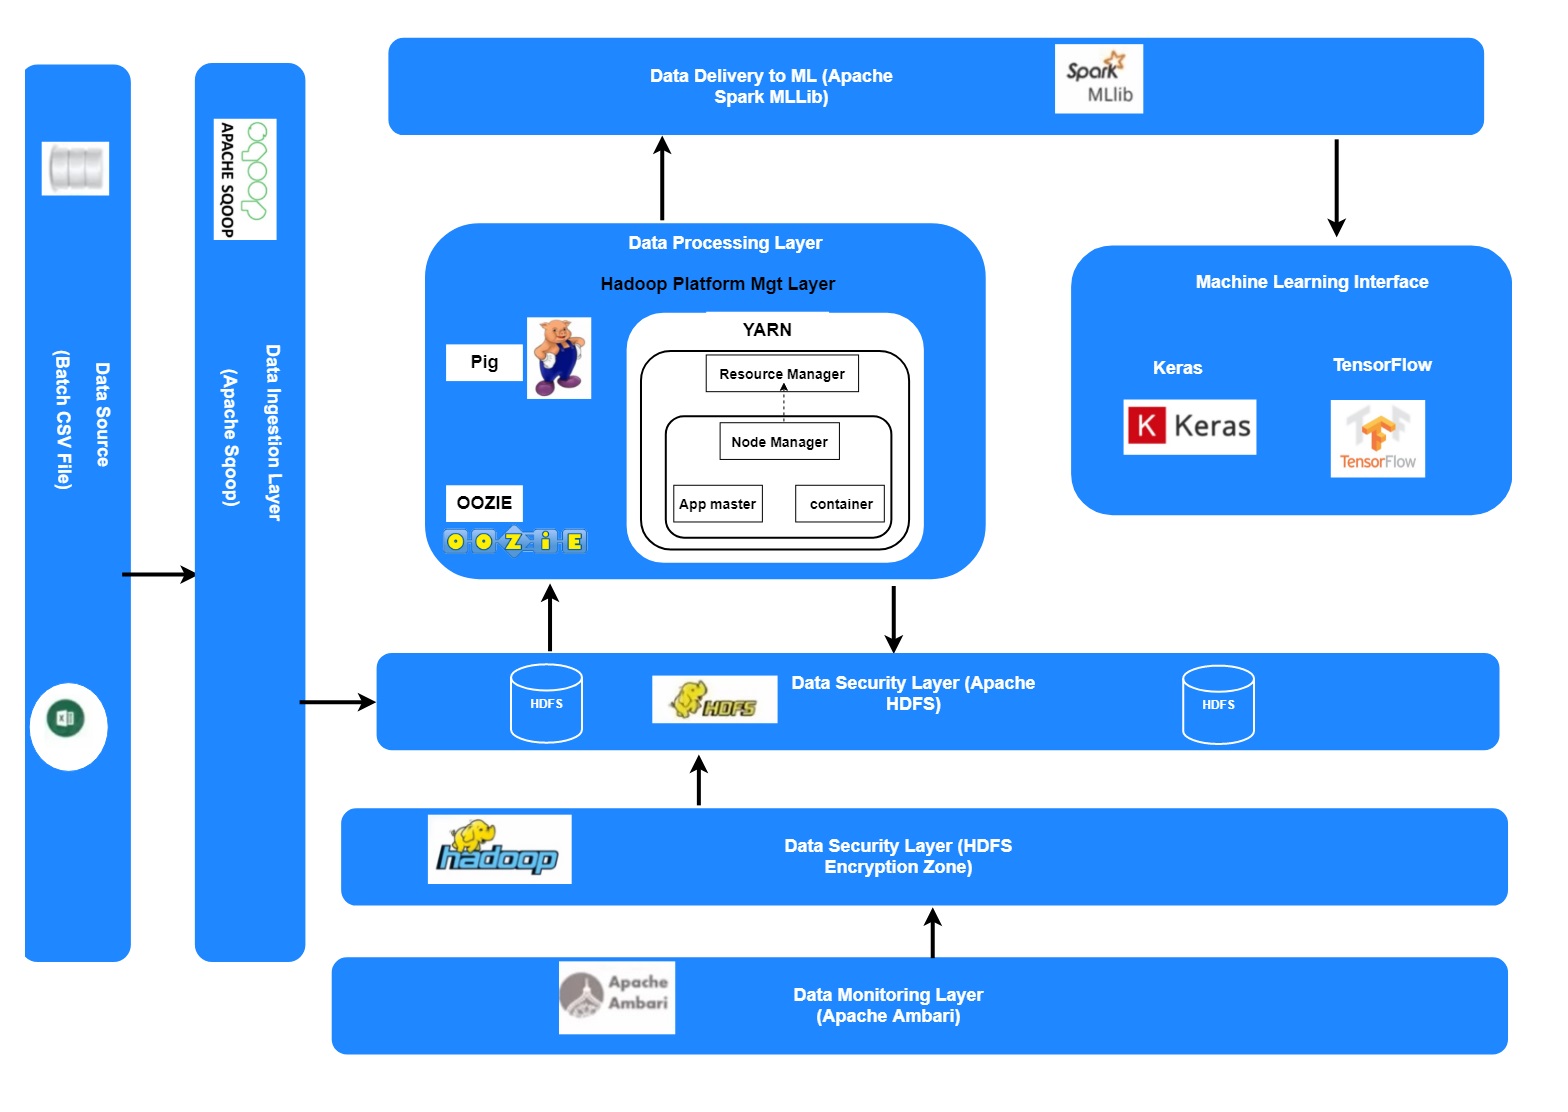 Data Source
(Batch CSV File)
APACHE SQOOP
sqoop
Data Ingestion Layer
(Apache Sqoop)
Data Delivery to ML (Apache
Spark MLLib)
Spark
MLlib
Data Processing Layer
Hadoop Platform Mgt Layer
Pig
OOZIE
OOZiE
YARN
Resource Manager
Node Manager
App master
container
Machine Learning Interface
Keras
K Keras
TensorFlow
TensorFlow
HDFS
HDFS
Data Security Layer (Apache
HDFS)
HDFS
hadoop
Data Security Layer (HDFS
Encryption Zone)
Apache
Ambari
Data Monitoring Layer
(Apache Ambari)